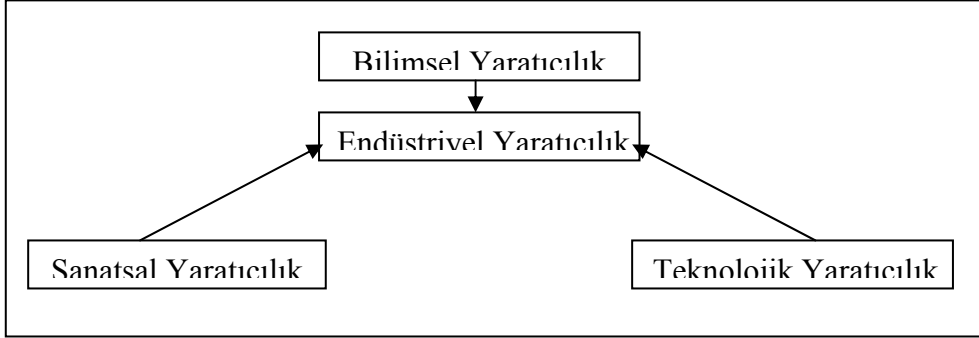 Bilimsel Yaratıcılık
Endüstriyel Yaratıcılık
Sanatsal Yaratıcılık
Teknolojik Yaratıcılık